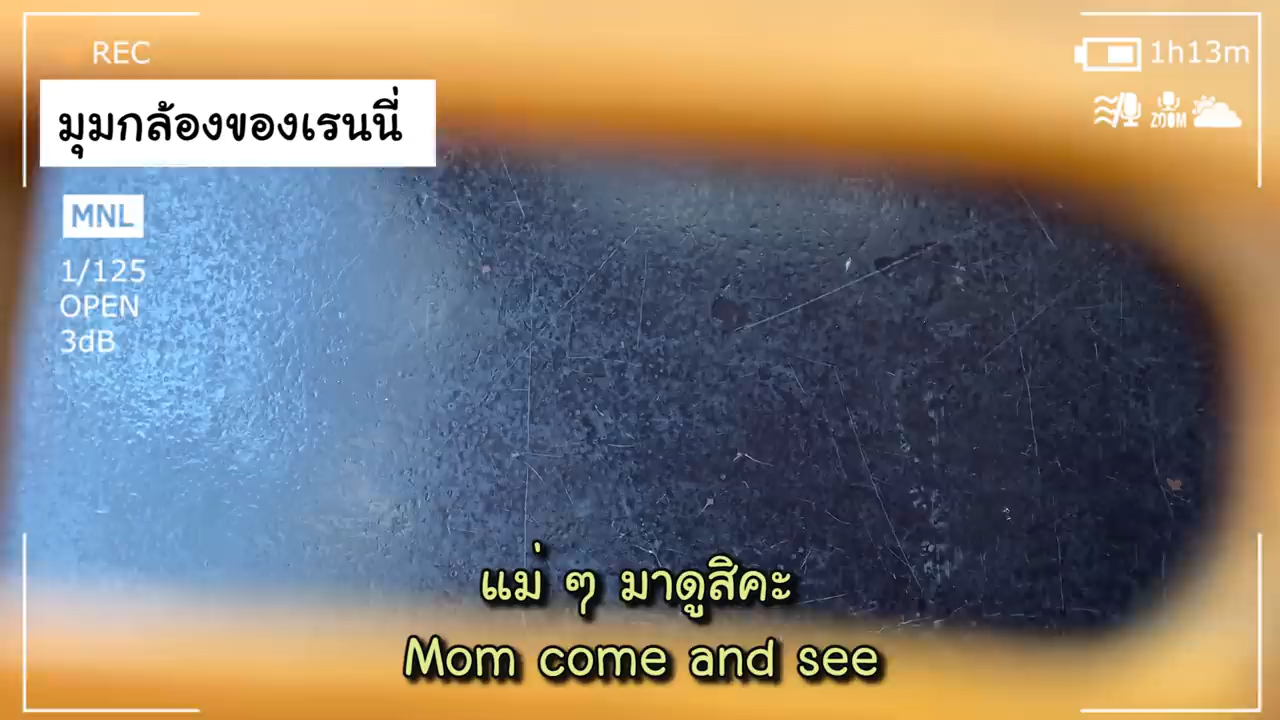 REC
1h13m
ZOOM
มุมกล้องของเรนนี่
MNL
1/125
OPEN
3dB
แม่ ๆ มาดูสิคะ
Mom come and see